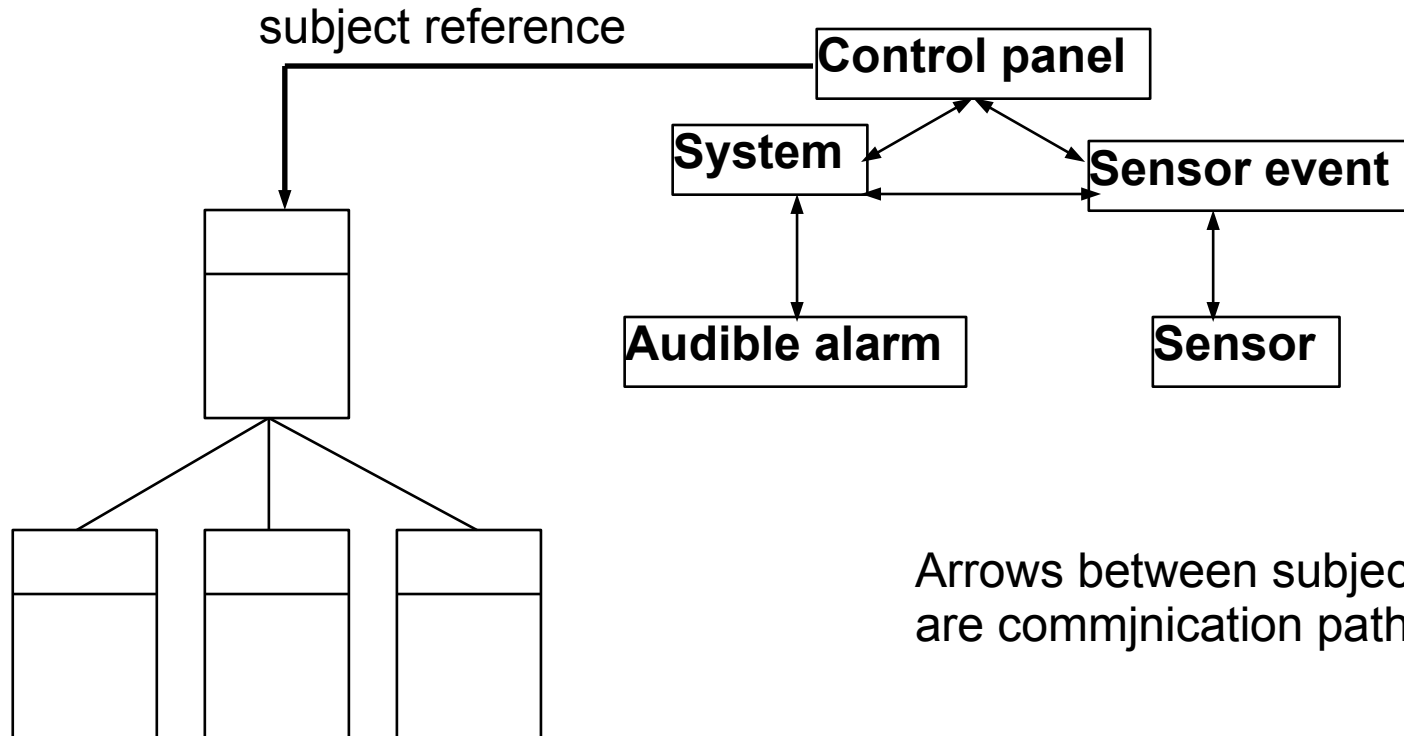 subject reference
Control panel
System
Sensor event
Audible alarm
Sensor
Arrows between subjec
are commjnication path